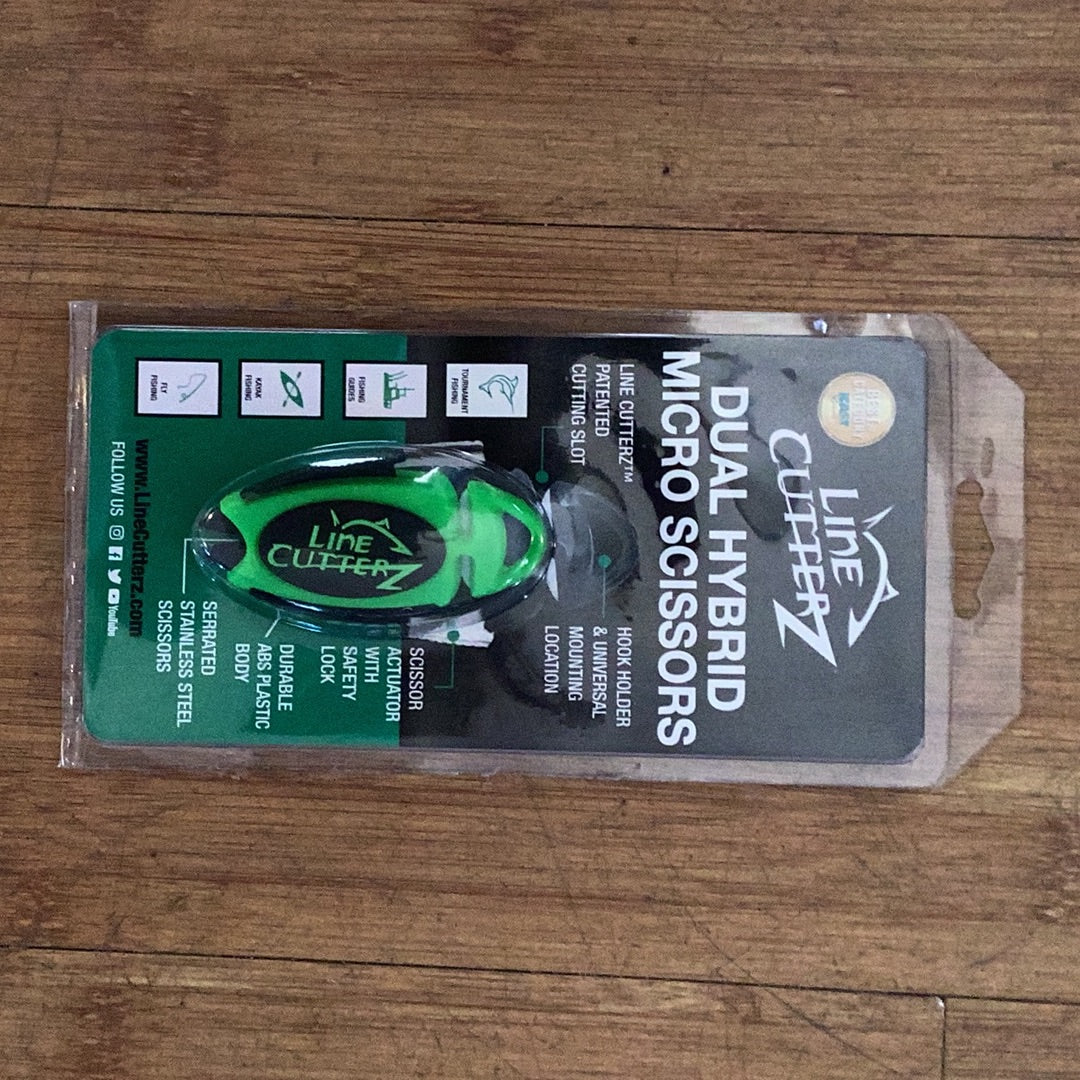 LINE
CUTTERZ
DUAL HYBRID
MICRO SCISSORS
LINE CUTTERZ™
PATENTED
CUTTING SLOT
HOOK HOLDER
& UNIVERSAL
MOUNTING
LOCATION
TOURNAMENT
FISHING
FISHING
GUIDES
KAYAK
FISHING
FLY
FISHING
LINE
CUTTERZ
SCISSOR
ACTUATOR
WITH
SAFETY
LOCK
DURABLE
ABS PLASTIC
BODY
SERRATED
STAINLESS STEEL
SCISSORS
www.LineCutterz.com
FOLLOW US
YouTube